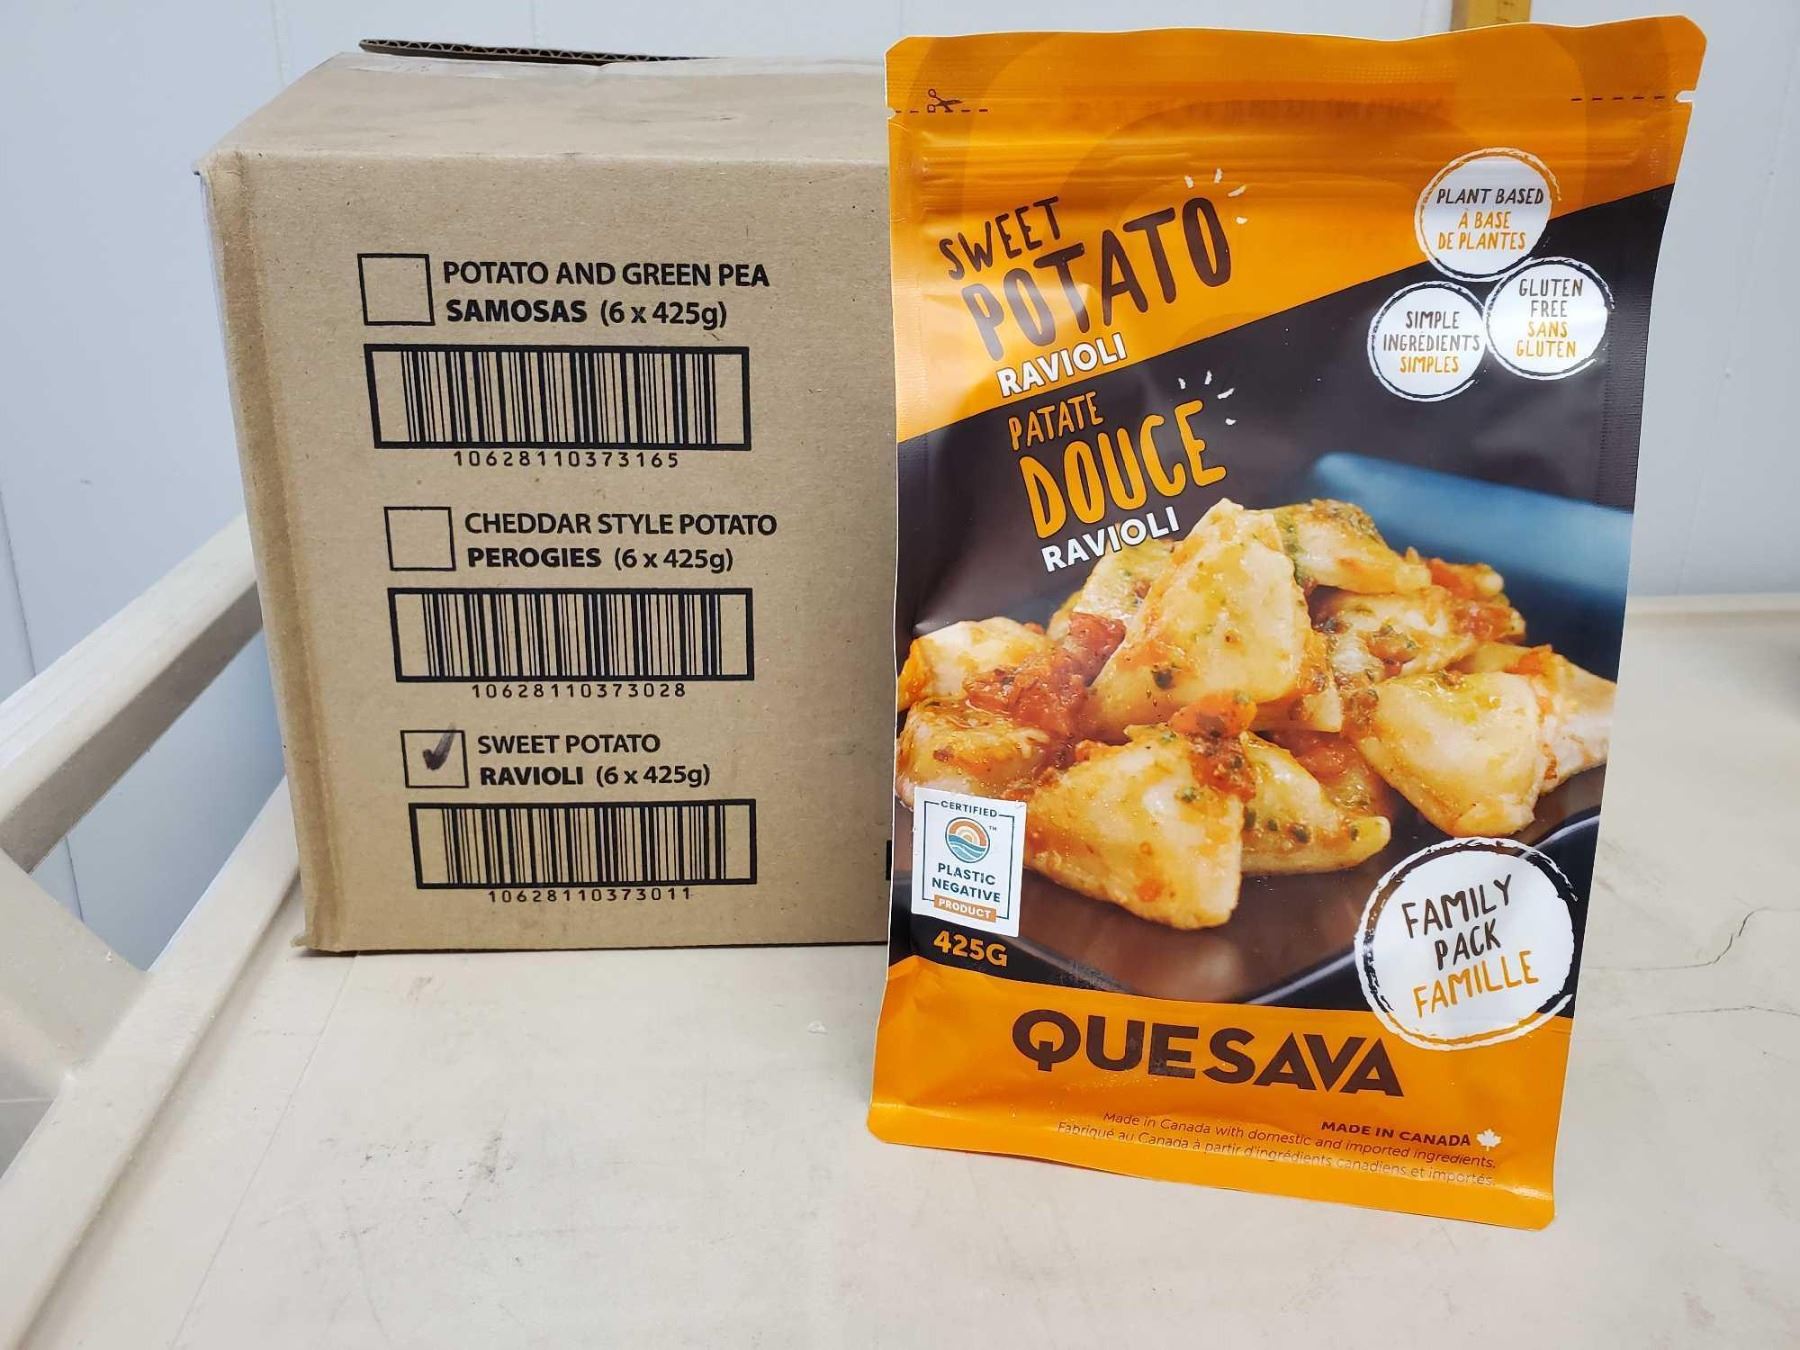 POTATO AND GREEN PEA
SAMOSAS (6 x 425g)
10628110373165
CHEDDAR STYLE POTATO
PEROGIES (6 x 425g)
10628110373028
SWEET POTATO
RAVIOLI (6 x 425g)
10628110373011
SWEET
POTATO
RAVIOLI
PATATE
DOUCE
RAVIOLI
PLANT BASED
À BASE
DE PLANTES
GLUTEN
FREE
SANS
GLUTEN
SIMPLE
INGREDIENTS
SIMPLES
CERTIFIED
TM
PLASTIC
NEGATIVE
PRODUCT
425G
FAMILY
PACK
FAMILLE
QUESAVA
MADE IN CANADA
Made in Canada with domestic and imported ingredients.
Fabriqué au Canada à partir d'ingrédients canadiens et importés.